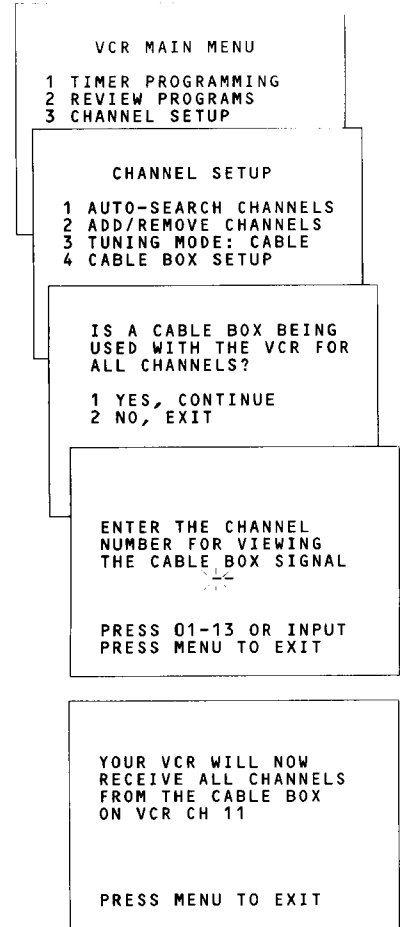 VCR MAIN MENU
1 TIMER PROGRAMMING
2 REVIEW PROGRAMS
3 CHANNEL SETUP
CHANNEL SETUP
1 AUTO-SEARCH CHANNELS
2 ADD/REMOVE CHANNELS
3 TUNING MODE: CABLE
4 CABLE BOX SETUP
IS A CABLE BOX BEING
USED WITH THE VCR FOR
ALL CHANNELS?
1 YES, CONTINUE
2 NO, EXIT
ENTER THE CHANNEL
NUMBER FOR VIEWING
THE CABLE BOX SIGNAL
--
PRESS 01-13 OR INPUT
PRESS MENU TO EXIT
YOUR VCR WILL NOW
RECEIVE ALL CHANNELS
FROM THE CABLE BOX
ON VCR CH 11
PRESS MENU TO EXIT